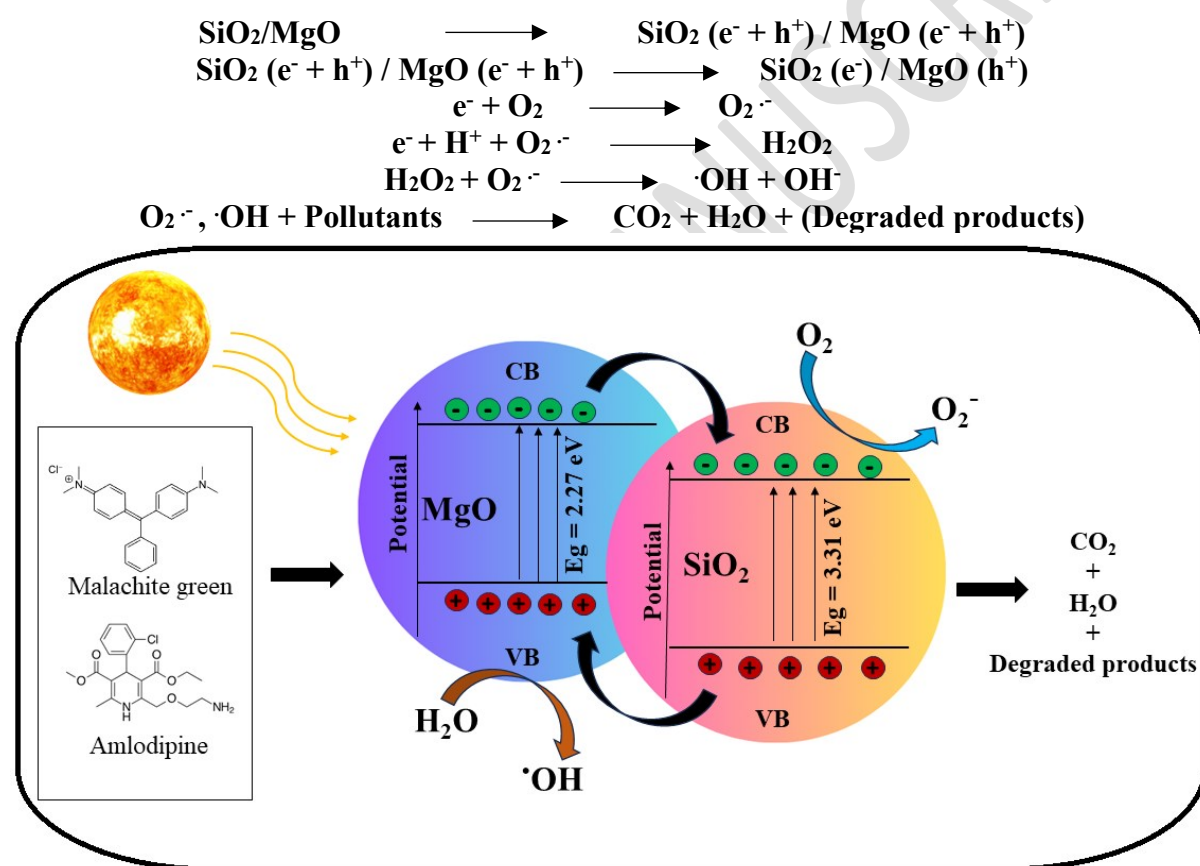 SiO₂/MgO ⟶ SiO₂ (e⁻ + h⁺) / MgO (e⁻ + h⁺)
SiO₂ (e⁻ + h⁺) / MgO (e⁻ + h⁺) ⟶ SiO₂ (e⁻) / MgO (h⁺)
e⁻ + O₂ ⟶ O₂·⁻
e⁻ + H⁺ + O₂·⁻ ⟶ H₂O₂
H₂O₂ + O₂·⁻ ⟶ ·OH + OH⁻
O₂·⁻, ·OH + Pollutants ⟶ CO₂ + H₂O + (Degraded products)
Cl⁻
N
⊕
N
Malachite green
Cl
O
O
O
O
N
H
O
NH₂
Amlodipine
CB
- - - - -
Potential
MgO
Eg = 2.27 eV
+ + + + +
VB
H₂O
·OH
O₂
O₂⁻
CB
- - - - -
Potential
SiO₂
Eg = 3.31 eV
+ + + + +
VB
CO₂
+
H₂O
+
Degraded products